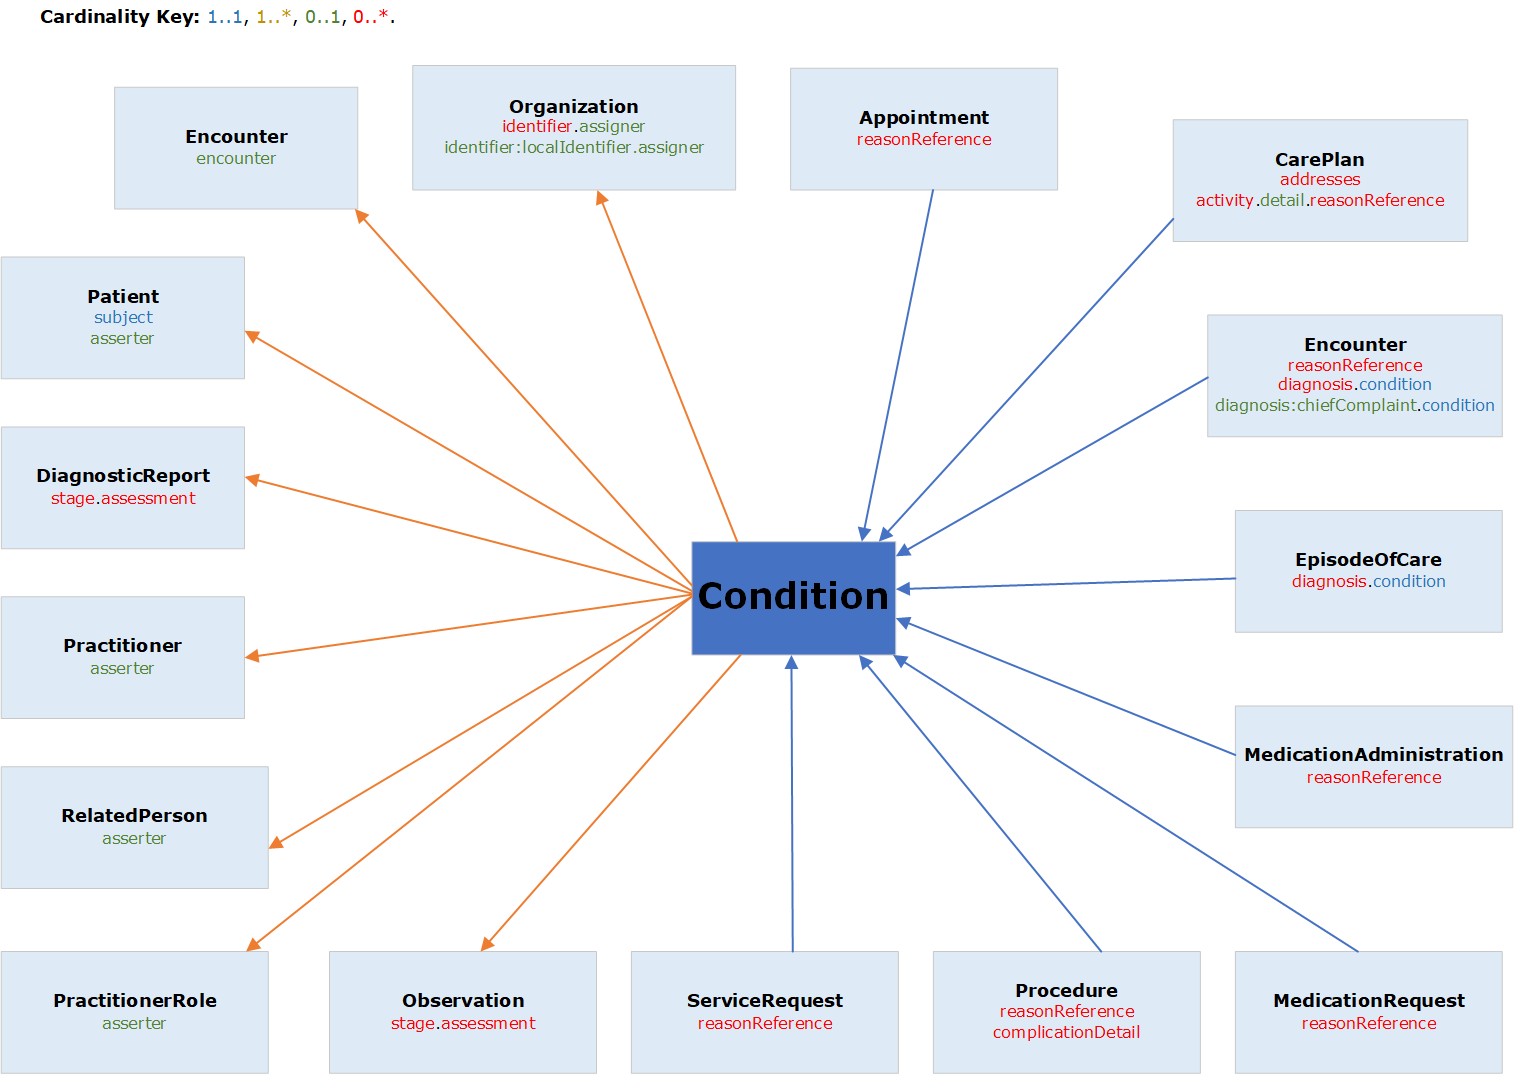 Cardinality Key: 1..1, 1..*, 0..1, 0..*.
Encounter
encounter
Organization
identifier.assigner
identifier:localIdentifier.assigner
Appointment
reasonReference
CarePlan
addresses
activity.detail.reasonReference
Patient
subject
asserter
Encounter
reasonReference
diagnosis.condition
diagnosis:chiefComplaint.condition
DiagnosticReport
stage.assessment
Condition
EpisodeOfCare
diagnosis.condition
Practitioner
asserter
MedicationAdministration
reasonReference
RelatedPerson
asserter
PractitionerRole
asserter
Observation
stage.assessment
ServiceRequest
reasonReference
Procedure
reasonReference
complicationDetail
MedicationRequest
reasonReference